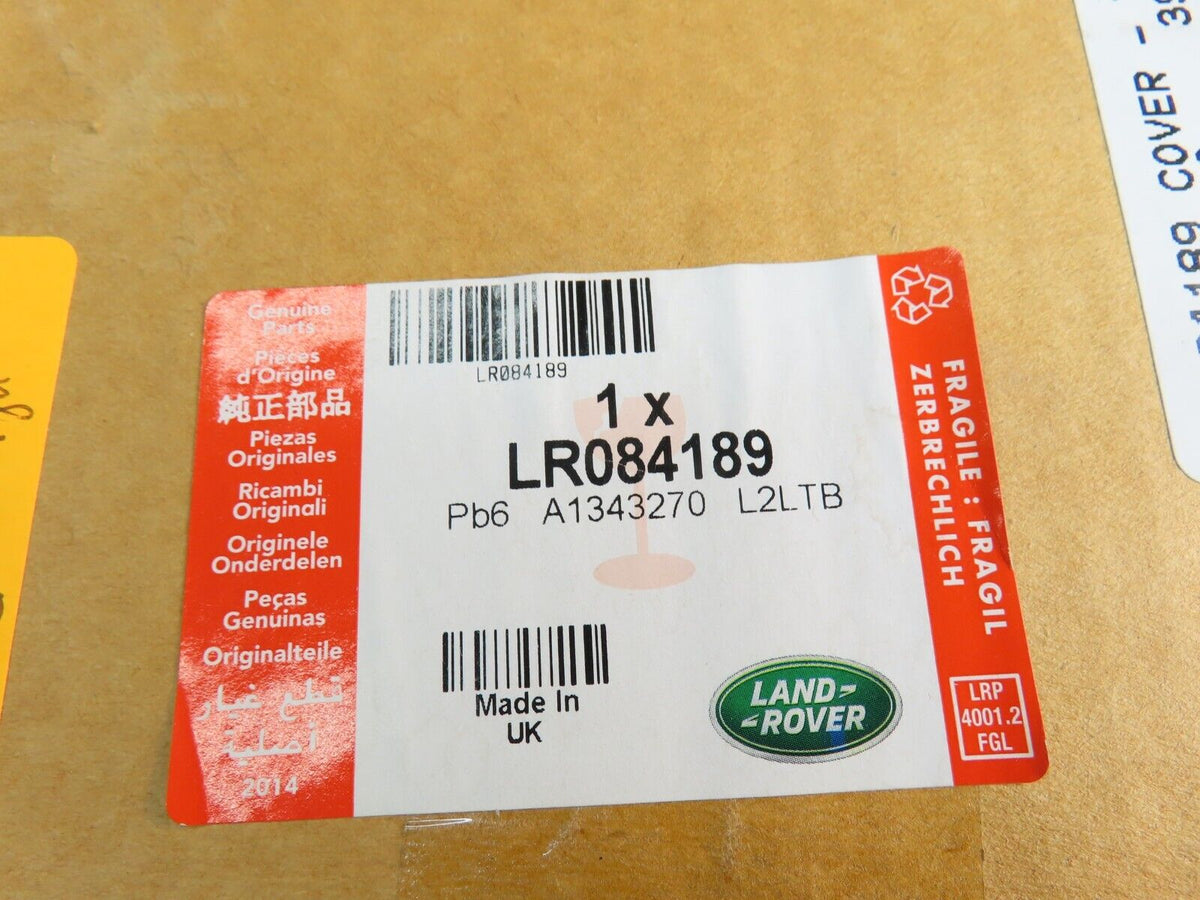 Genuine
Parts
Pièces
d'Origine
純正部品
Piezas
Originales
Ricambi
Originali
Originele
Onderdelen
Peças
Genuinas
Originalteile
قطع غيار
أصلية
2014
LR084189
1 x
LR084189
Pb6 A1343270 L2LTB
Made In
UK
LAND-
-ROVER
FRAGILE : FRAGIL
ZERBRECHLICH
LRP
4001.2
FGL
COVER -